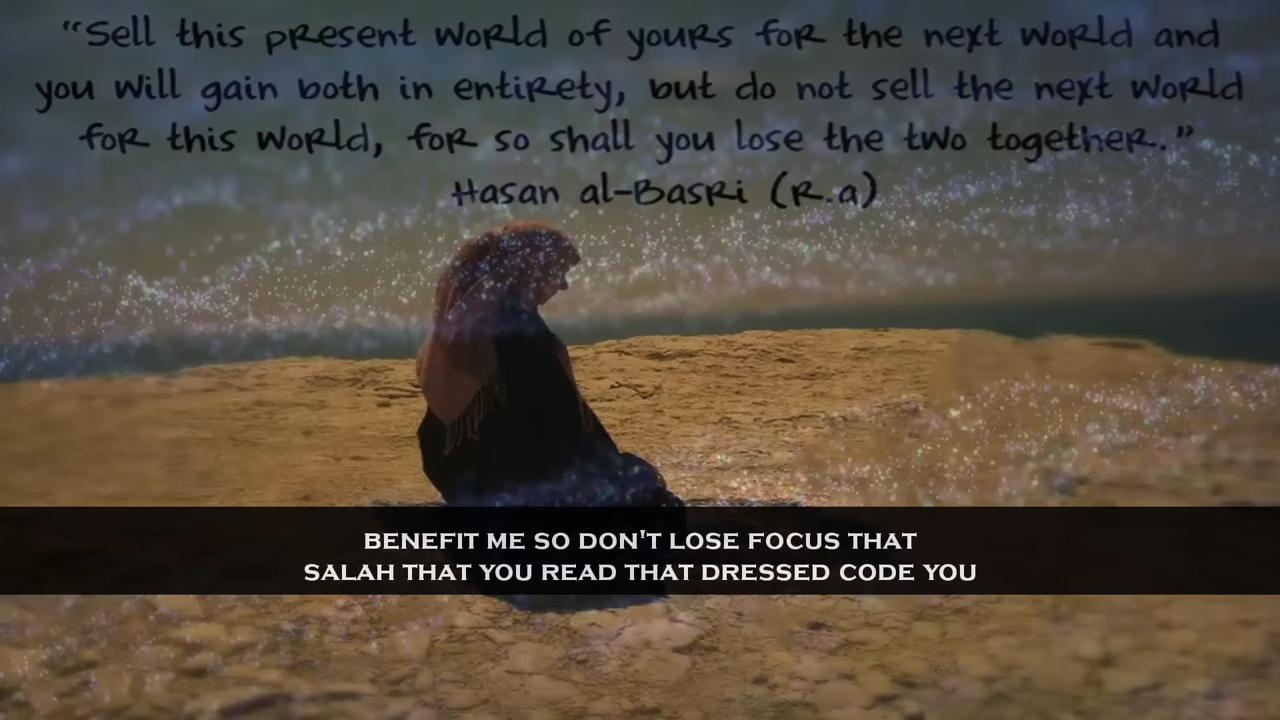 “Sell this present world of yours for the next world and
you will gain both in entirety, but do not sell the next world
for this world, for so shall you lose the two together.”
Hasan al-Basri (R.a)
BENEFIT ME SO DON'T LOSE FOCUS THAT
SALAH THAT YOU READ THAT DRESSED CODE YOU